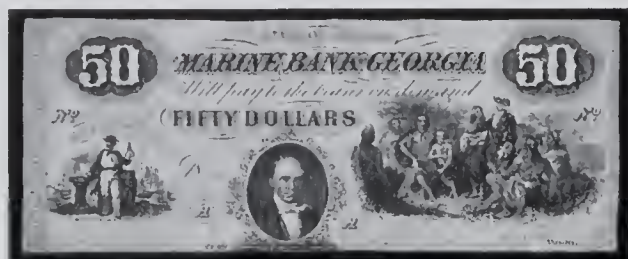 50 MARINE BANK GEORGIA 50
Will pay to the bearer on demand
Nº FIFTY DOLLARS Nº